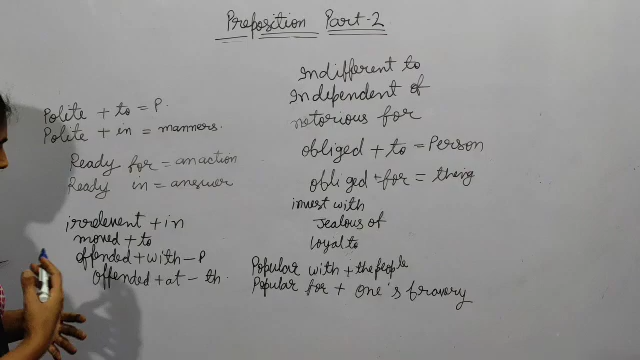 Preposition Part-2
Polite + to = P.
Polite + in = manners.
Ready for = an action
Ready in = answer
irrelevent + in
moved + to
offended + with - P
offended + at - th.
Indifferent to
Independent of
notorious for
obliged + to = Person
obliged - for = thing
invest with
Jealous of
loyal to
Popular with + the people
Popular for + one's bravery